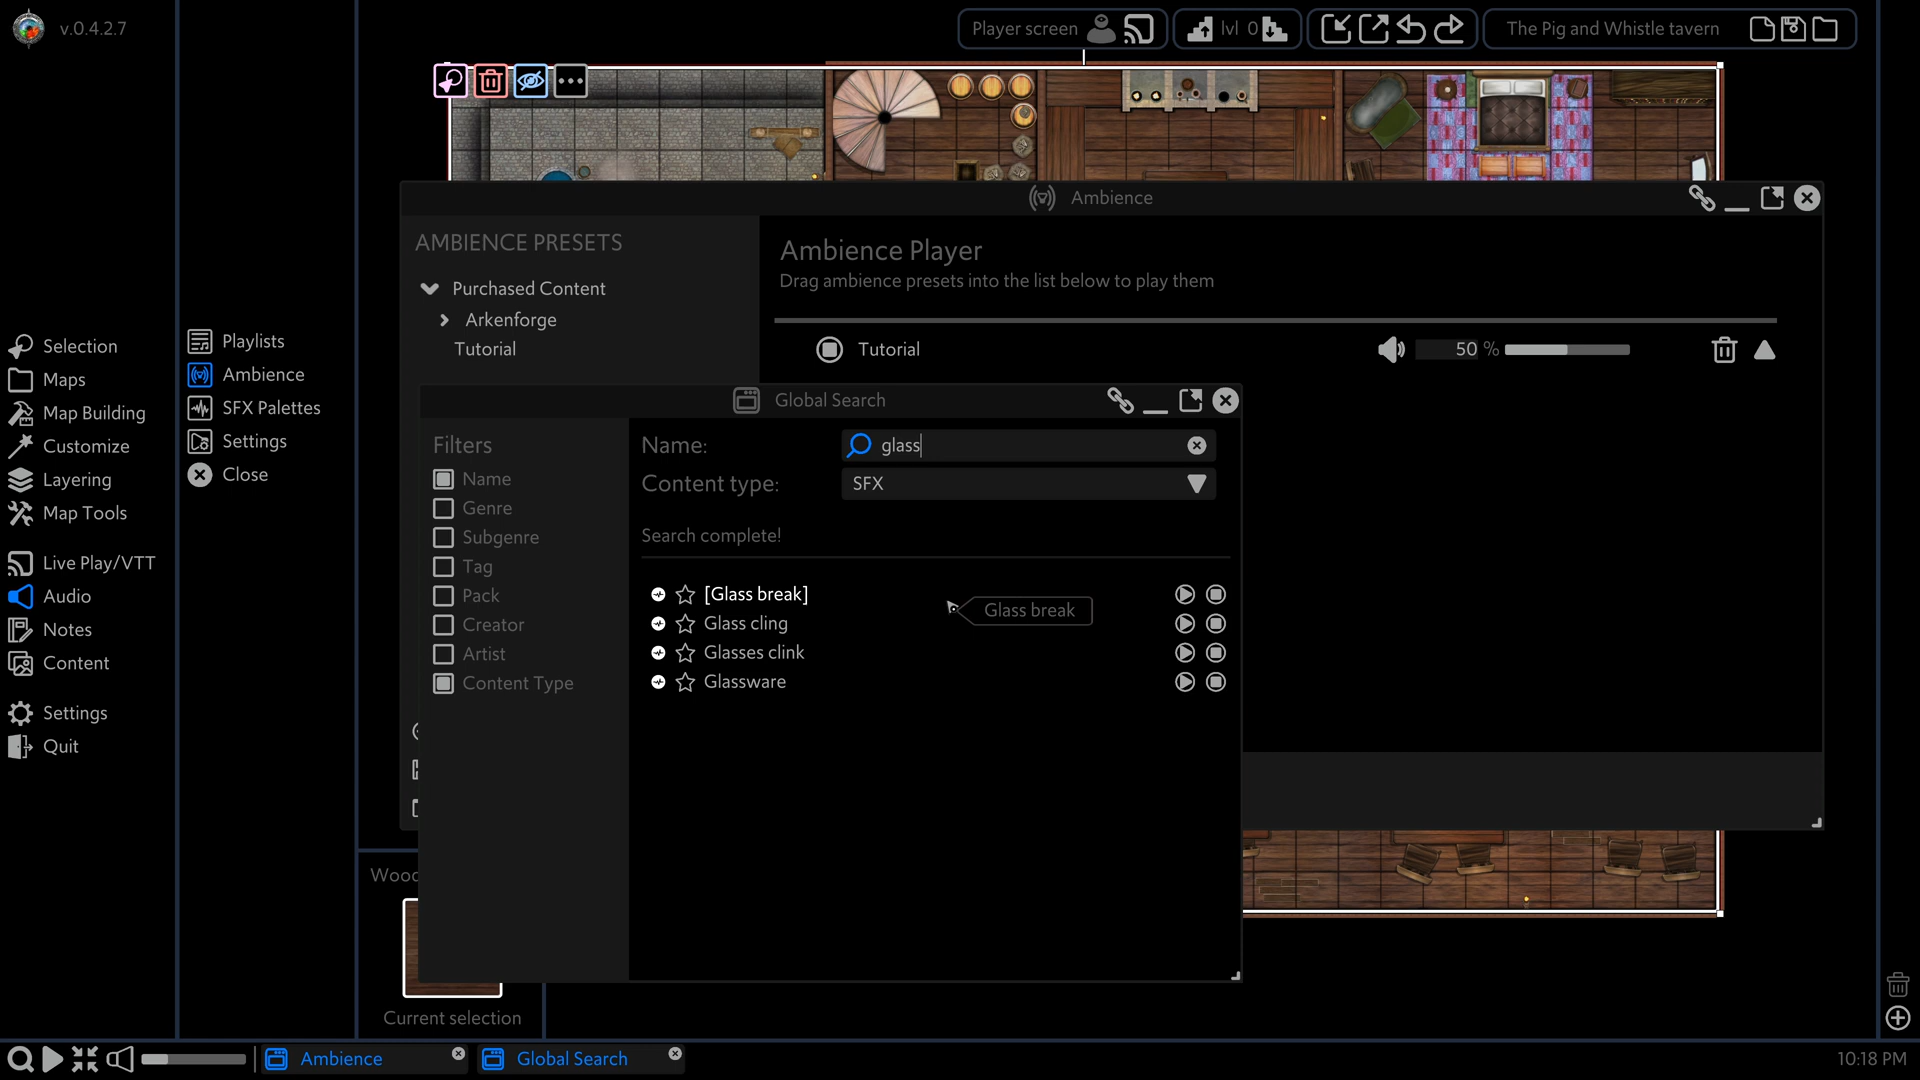 v.0.4.2.7
Player screen
lvl 0
The Pig and Whistle tavern
Ambience
AMBIENCE PRESETS
Purchased Content
Arkenforge
Tutorial
Ambience Player
Drag ambience presets into the list below to play them
Tutorial
50 %
Selection
Maps
Map Building
Customize
Layering
Map Tools
Live Play/VTT
Audio
Notes
Content
Settings
Quit
Playlists
Ambience
SFX Palettes
Settings
Close
Global Search
Filters
Name
Genre
Subgenre
Tag
Pack
Creator
Artist
Content Type
Name:
glass
Content type:
SFX
Search complete!
[Glass break]
Glass break
Glass cling
Glasses clink
Glassware
Wood
Current selection
Ambience
Global Search
10:18 PM